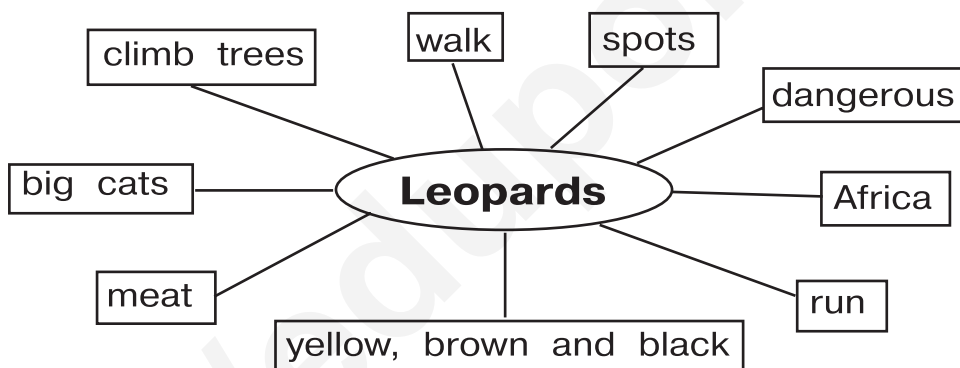 walk
spots
climb trees
dangerous
big cats
Leopards
Africa
meat
run
yellow, brown and black